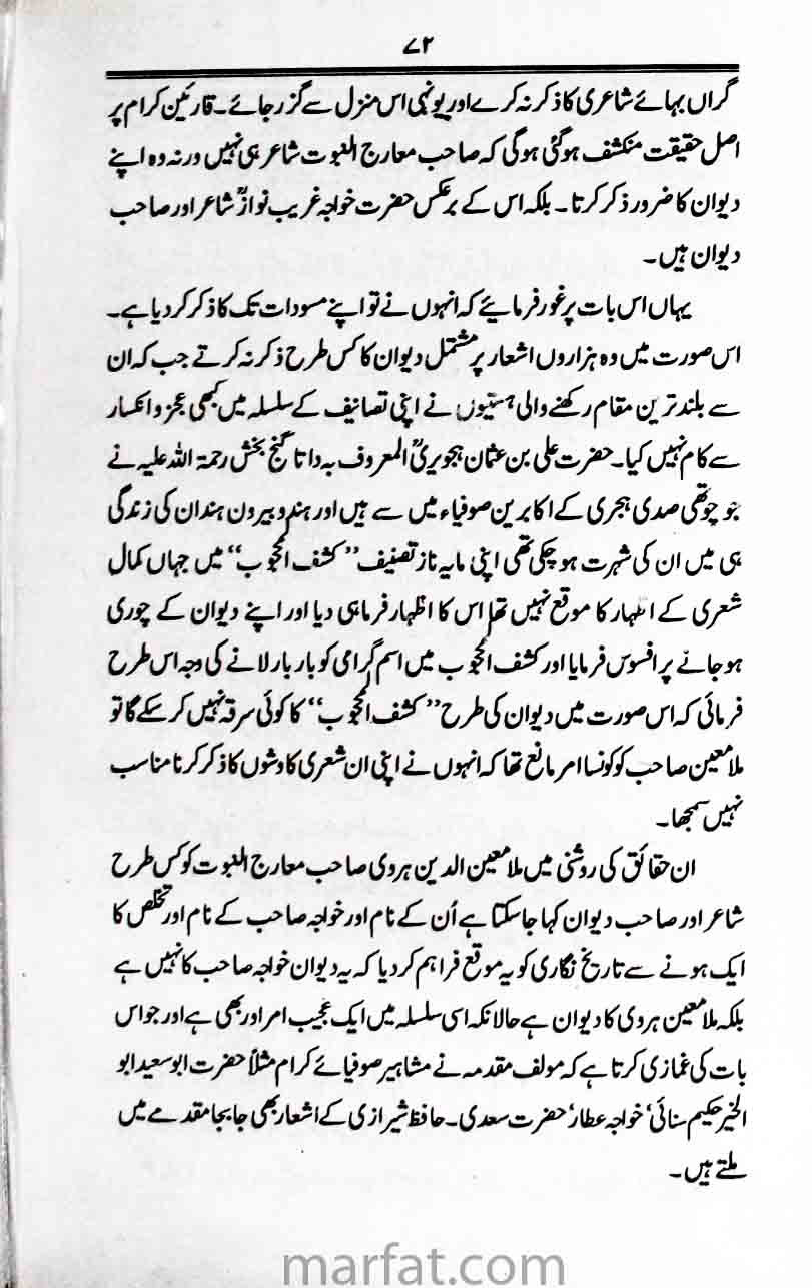 ۷۲
گراں بہائے شاعری کا ذکر نہ کرے اور یونہی اس منزل سے گزر جائے۔ قارئین کرام پر
اصل حقیقت منکشف ہو گئی ہو گی کہ صاحب معارج النبوت شاعر ہی نہیں ورنہ وہ اپنے
دیوان کا ضرور ذکر کرتا۔ بلکہ اس کے برعکس حضرت خواجہ غریب نوازؒ شاعر اور صاحب
دیوان ہیں۔
یہاں اس بات پر غور فرمایئے کہ انہوں نے تو اپنے مسودات تک کا ذکر کر دیا ہے۔
اس صورت میں وہ ہزاروں اشعار پر مشتمل دیوان کا کس طرح ذکر نہ کرتے جب کہ ان
سے بلند ترین مقام رکھنے والی ہستیوں نے اپنی تصانیف کے سلسلہ میں کبھی عجز و انکسار
سے کام نہیں کیا۔ حضرت علی بن عثمان ہجویریؒ المعروف بہ داتا گنج بخش رحمۃ اللہ علیہ نے
جو چوتھی صدی ہجری کے اکابرین صوفیاء میں سے ہیں اور ہند و بیرون ہند ان کی زندگی
ہی میں ان کی شہرت ہو چکی تھی اپنی مایہ ناز تصنیف ’’کشف المحجوب‘‘ میں جہاں کمال
شعری کے اظہار کا موقع نہیں تھا اس کا اظہار فرما ہی دیا اور اپنے دیوان کے چوری
ہو جانے پر افسوس فرمایا اور کشف المحجوب میں اسم گرامی کو بار بار لانے کی وجہ اس طرح
فرمائی کہ اس صورت میں دیوان کی طرح ’’کشف المحجوب‘‘ کا کوئی سرقہ نہیں کر سکے گا تو
ملا معین صاحب کو کونسا امر مانع تھا کہ انہوں نے اپنی ان شعری کاوشوں کا ذکر کرنا مناسب
نہیں سمجھا۔
ان حقائق کی روشنی میں ملا معین الدین ہروی صاحب معارج النبوت کو کس طرح
شاعر اور صاحب دیوان کہا جا سکتا ہے اُن کے نام اور خواجہ صاحب کے نام اور تخلص کا
ایک ہونے سے تاریخ نگاری کو یہ موقع فراہم کر دیا کہ یہ دیوان خواجہ صاحب کا نہیں ہے
بلکہ ملا معین ہروی کا دیوان ہے حالانکہ اسی سلسلہ میں ایک عجیب امر اور بھی ہے اور جو اس
بات کی غمازی کرتا ہے کہ مولف مقدمہ نے مشاہیر صوفیائے کرام مثلاً حضرت ابو سعید ابو
الخیر حکیم سنائی‘ خواجہ عطار‘ حضرت سعدی۔ حافظ شیرازی کے اشعار بھی جا بجا مقدمے میں
ملتے ہیں۔
marfat.com